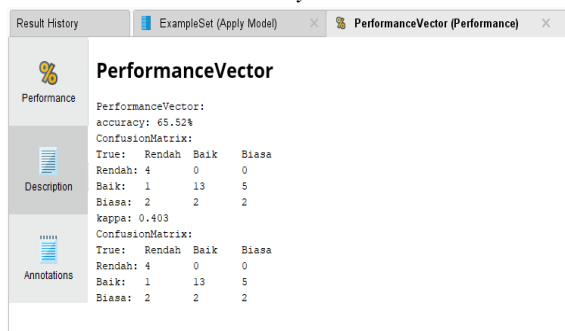 Result History
ExampleSet (Apply Model)
PerformanceVector (Performance)
Performance
Description
Annotations
PerformanceVector
PerformanceVector:
accuracy: 65.52%
ConfusionMatrix:
True: Rendah Baik Biasa
Rendah: 4 0 0
Baik: 1 13 5
Biasa: 2 2 2
kappa: 0.403
ConfusionMatrix:
True: Rendah Baik Biasa
Rendah: 4 0 0
Baik: 1 13 5
Biasa: 2 2 2